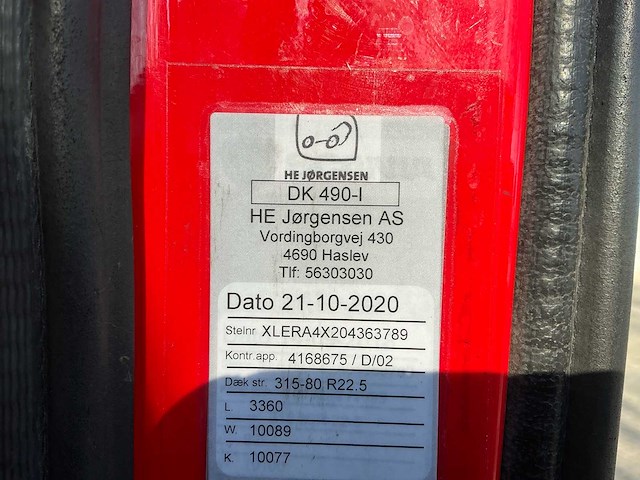 HE JØRGENSEN
DK 490-I
HE Jørgensen AS
Vordingborgvej 430
4690 Haslev
Tlf: 56303030
Dato 21-10-2020
Stelnr XLERA4X204363789
Kontr.app. 4168675 / D/02
Dæk str 315-80 R22.5
L 3360
W. 10089
K. 10077